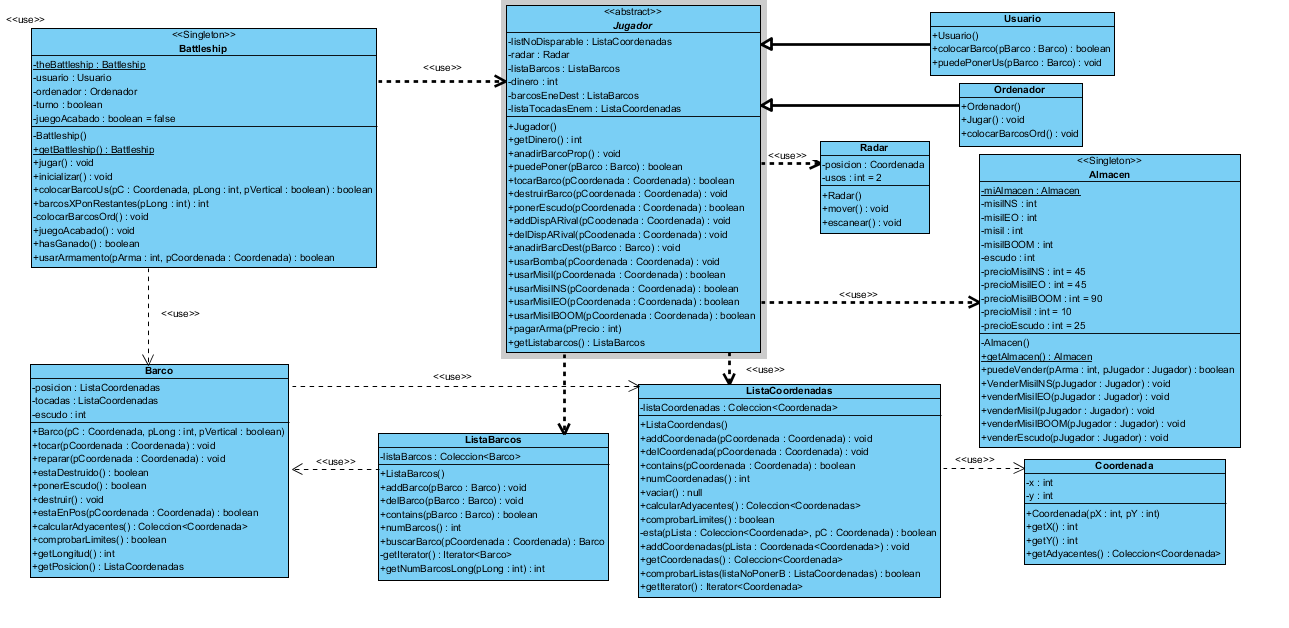 <<use>>
<<Singleton>>
Battleship
-theBattleship : Battleship
-usuario : Usuario
-ordenador : Ordenador
-turno : boolean
-juegoAcabado : boolean = false
-Battleship()
+getBattleship() : Battleship
+jugar() : void
+inicializar() : void
+colocarBarcoUs(pC : Coordenada, pLong : int, pVertical : boolean) : boolean
+barcosXPonRestantes(pLong : int) : int
-colocarBarcosOrd() : void
+juegoAcabado() : void
+hasGanado() : boolean
+usarArmamento(pArma : int, pCoordenada : Coordenada) : boolean
<<use>>
<<abstract>>
Jugador
-listNoDisparable : ListaCoordenadas
-radar : Radar
-listaBarcos : ListaBarcos
-dinero : int
-barcosEneDest : ListaBarcos
-listaTocadasEnem : ListaCoordenadas
+Jugador()
+getDinero() : int
+anadirBarcoProp() : void
+puedePoner(pBarco : Barco) : boolean
+tocarBarco(pCoordenada : Coordenada) : boolean
+destruirBarco(pCoordenada : Coordenada) : void
+ponerEscudo(pCoordenada : Coordenada) : boolean
+addDispARival(pCoodenada : Coordenada) : void
+delDispARival(pCoordenada : Coordenada) : void
+anadirBarcDest(pBarco : Barco) : void
+usarBomba(pCoordenada : Coordenada) : void
+usarMisil(pCoordenada : Coordenada) : boolean
+usarMisilNS(pCoordenada : Coordenada) : boolean
+usarMisilEO(pCoordenada : Coordenada) : boolean
+usarMisilBOOM(pCoordenada : Coordenada) : boolean
+pagarArma(pPrecio : int)
+getListabarcos() : ListaBarcos
Usuario
+Usuario()
+colocarBarco(pBarco : Barco) : boolean
+puedePonerUs(pBarco : Barco) : void
Ordenador
+Ordenador()
+Jugar() : void
+colocarBarcosOrd() : void
<<use>>
Radar
-posicion : Coordenada
-usos : int = 2
+Radar()
+mover() : void
+escanear() : void
<<Singleton>>
Almacen
-miAlmacen : Almacen
-misilNS : int
-misilEO : int
-misil : int
-misilBOOM : int
-escudo : int
-precioMisilNS : int = 45
-precioMisilEO : int = 45
-precioMisilBOOM : int = 90
-precioMisil : int = 10
-precioEscudo : int = 25
-Almacen()
+getAlmacen() : Almacen
+puedeVender(pArma : int, pJugador : Jugador) : boolean
+VenderMisilNS(pJugador : Jugador) : void
+venderMisilEO(pJugador : Jugador) : void
+venderMisil(pJugador : Jugador) : void
+venderMisilBOOM(pJugador : Jugador) : void
+venderEscudo(pJugador : Jugador) : void
<<use>>
<<use>>
<<use>>
<<use>>
Barco
-posicion : ListaCoordenadas
-tocadas : ListaCoordenadas
-escudo : int
+Barco(pC : Coordenada, pLong : int, pVertical : boolean)
+tocar(pCoordenada : Coordenada) : void
+reparar(pCoordenada : Coordenada) : void
+estaDestruido() : boolean
+ponerEscudo() : boolean
+destruir() : void
+estaEnPos(pCoordenada : Coordenada) : boolean
+calcularAdyacentes() : Coleccion<Coordenada>
+comprobarLimites() : boolean
+getLongitud() : int
+getPosicion() : ListaCoordenadas
<<use>>
ListaBarcos
-listaBarcos : Coleccion<Barco>
+ListaBarcos()
+addBarco(pBarco : Barco) : void
+delBarco(pBarco : Barco) : void
+contains(pBarco : Barco) : boolean
+numBarcos() : int
+buscarBarco(pCoordenada : Coordenada) : Barco
-getIterator() : Iterator<Barco>
+getNumBarcosLong(pLong : int) : int
ListaCoordenadas
-listaCoordenadas : Coleccion<Coordenada>
+ListaCoordendas()
+addCoordenada(pCoordenada : Coordenada) : void
+delCoordenada(pCoordenada : Coordenada) : void
+contains(pCoordenada : Coordenada) : boolean
+numCoordenadas() : int
+vaciar() : null
+calcularAdyacentes() : Coleccion<Coordenadas>
+comprobarLimites() : boolean
-esta(pLista : Coleccion<Coordenada>, pC : Coordenada) : boolean
+addCoordenadas(pLista : Coordenada<Coordenada>) : void
+getCoordenadas() : Coleccion<Coordenada>
+comprobarListas(listaNoPonerB : ListaCoordenadas) : boolean
+getIterator() : Iterator<Coordenada>
<<use>>
Coordenada
-x : int
-y : int
+Coordenada(pX : int, pY : int)
+getX() : int
+getY() : int
+getAdyacentes() : Coleccion<Coordenada>